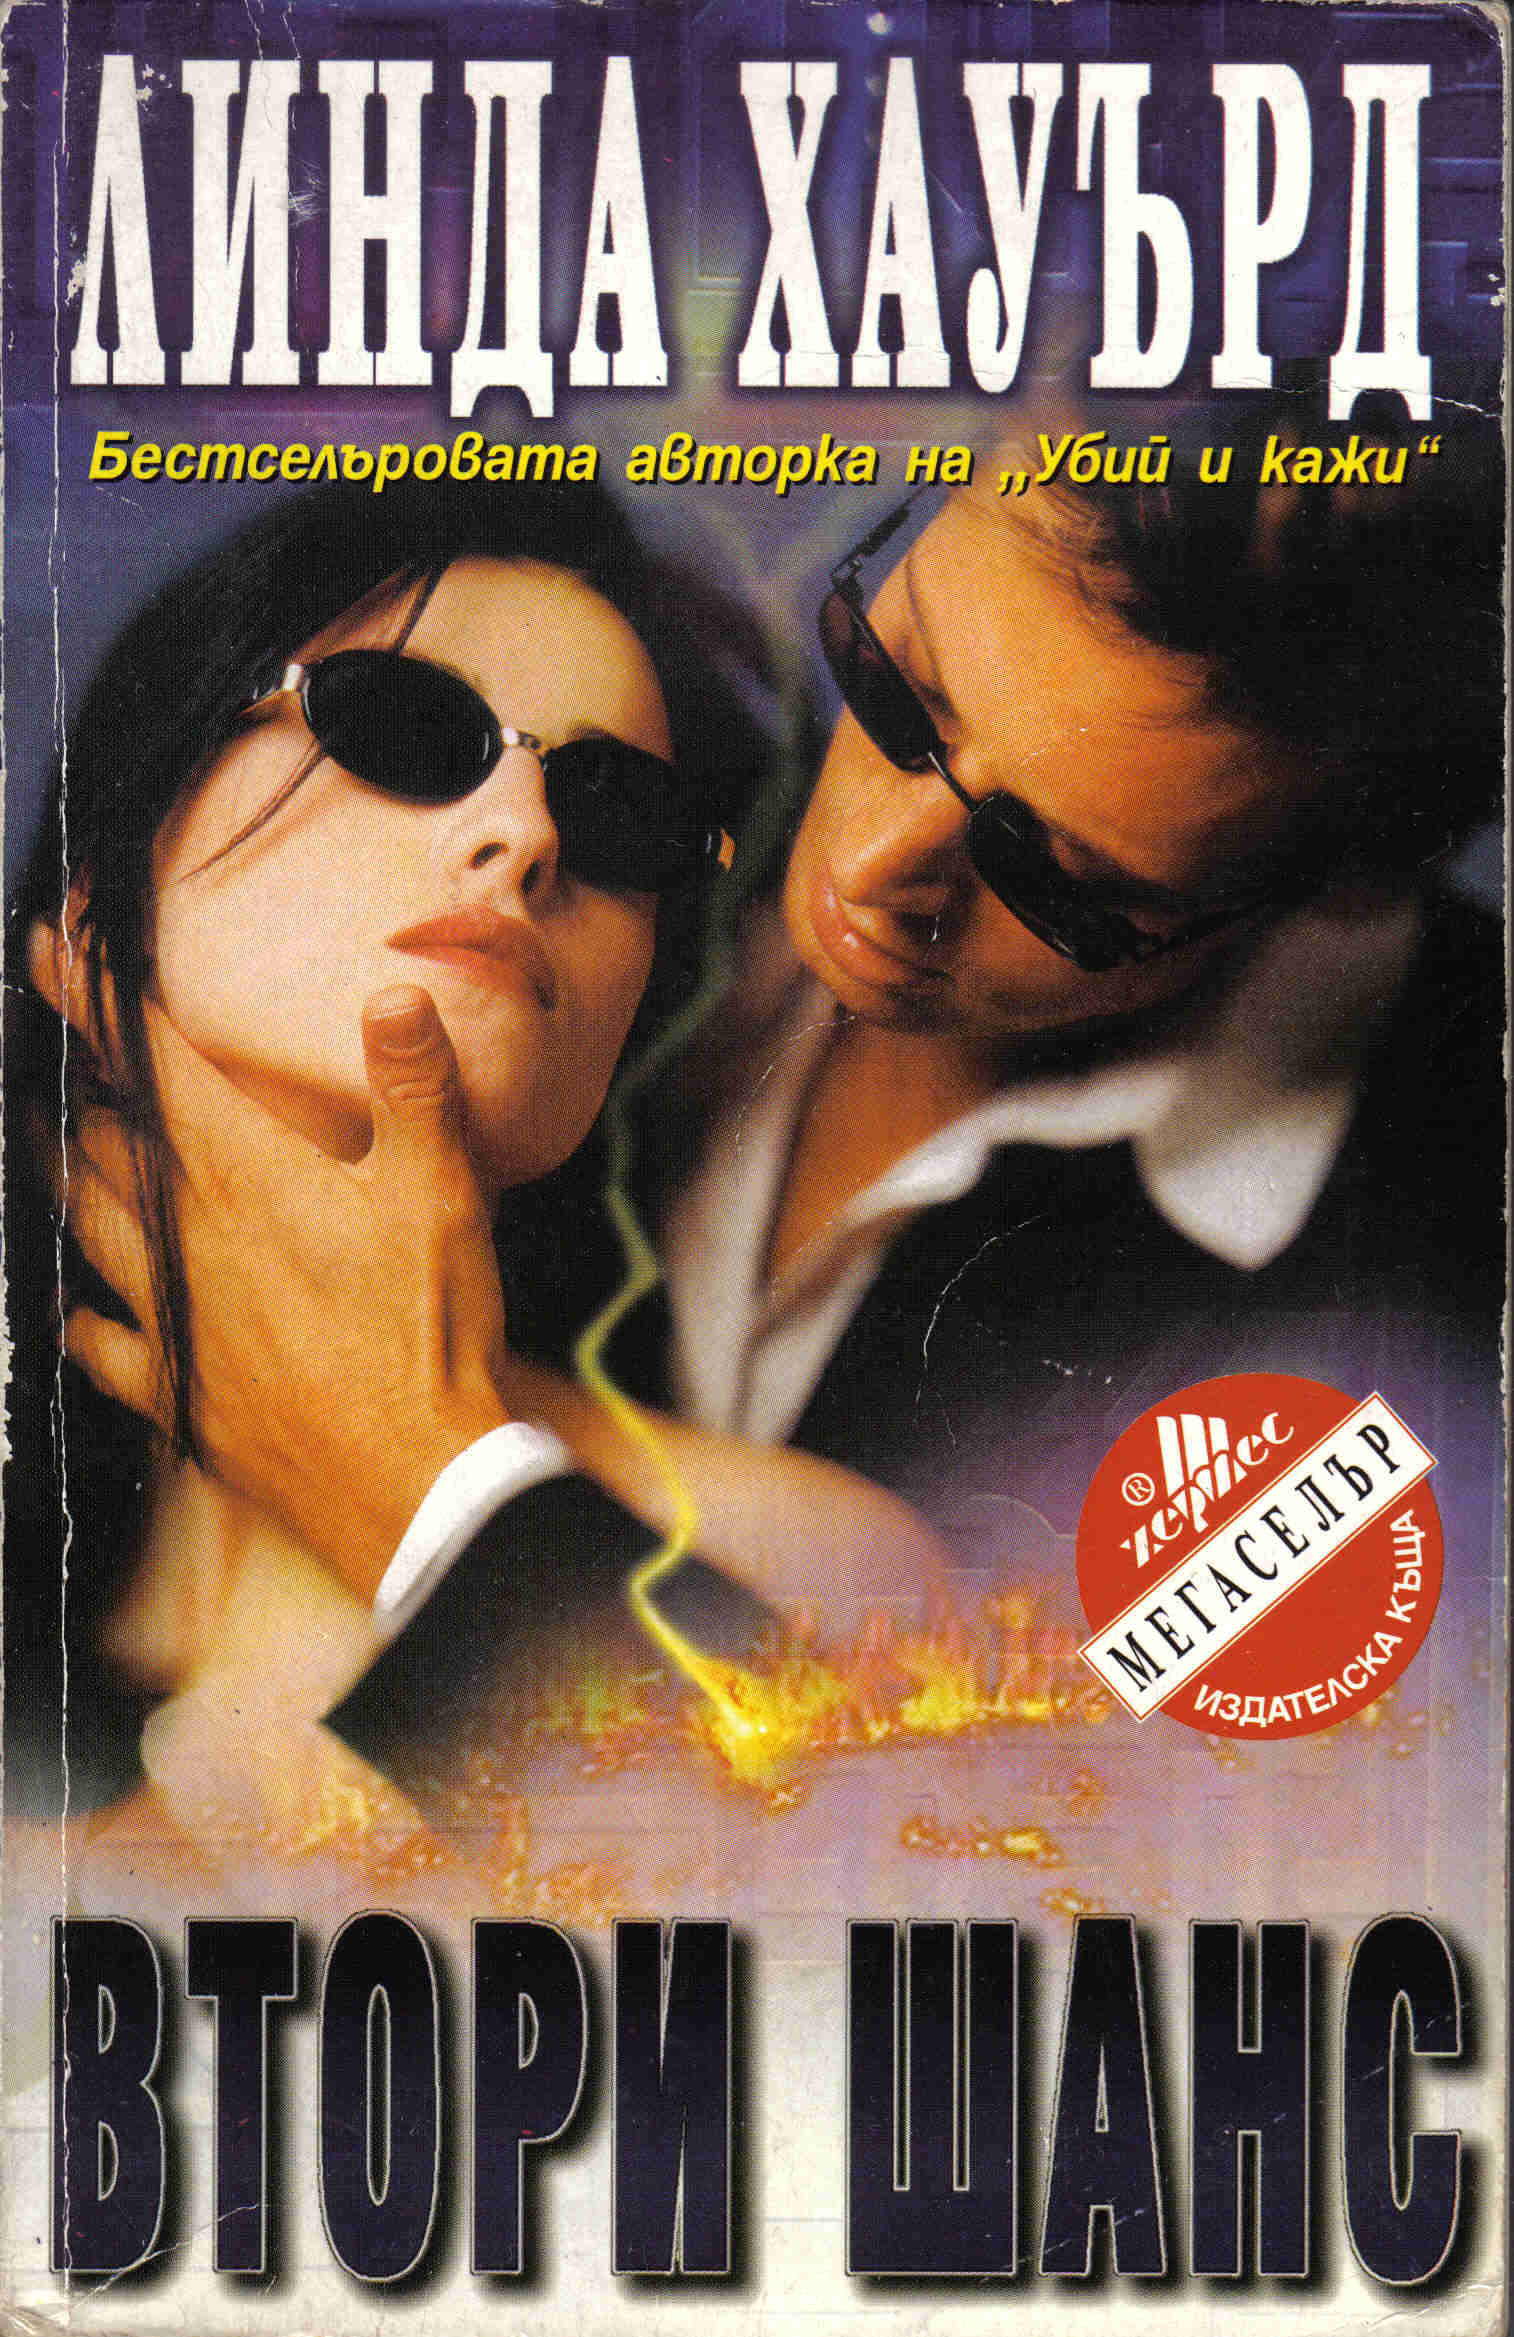 ЛИНДА ХАУЪРД
Бестселъровата авторка на „Убий и кажи“
® хермес
МЕГАСЕЛЪР
ИЗДАТЕЛСКА КЪЩА
ВТОРИ ШАНС